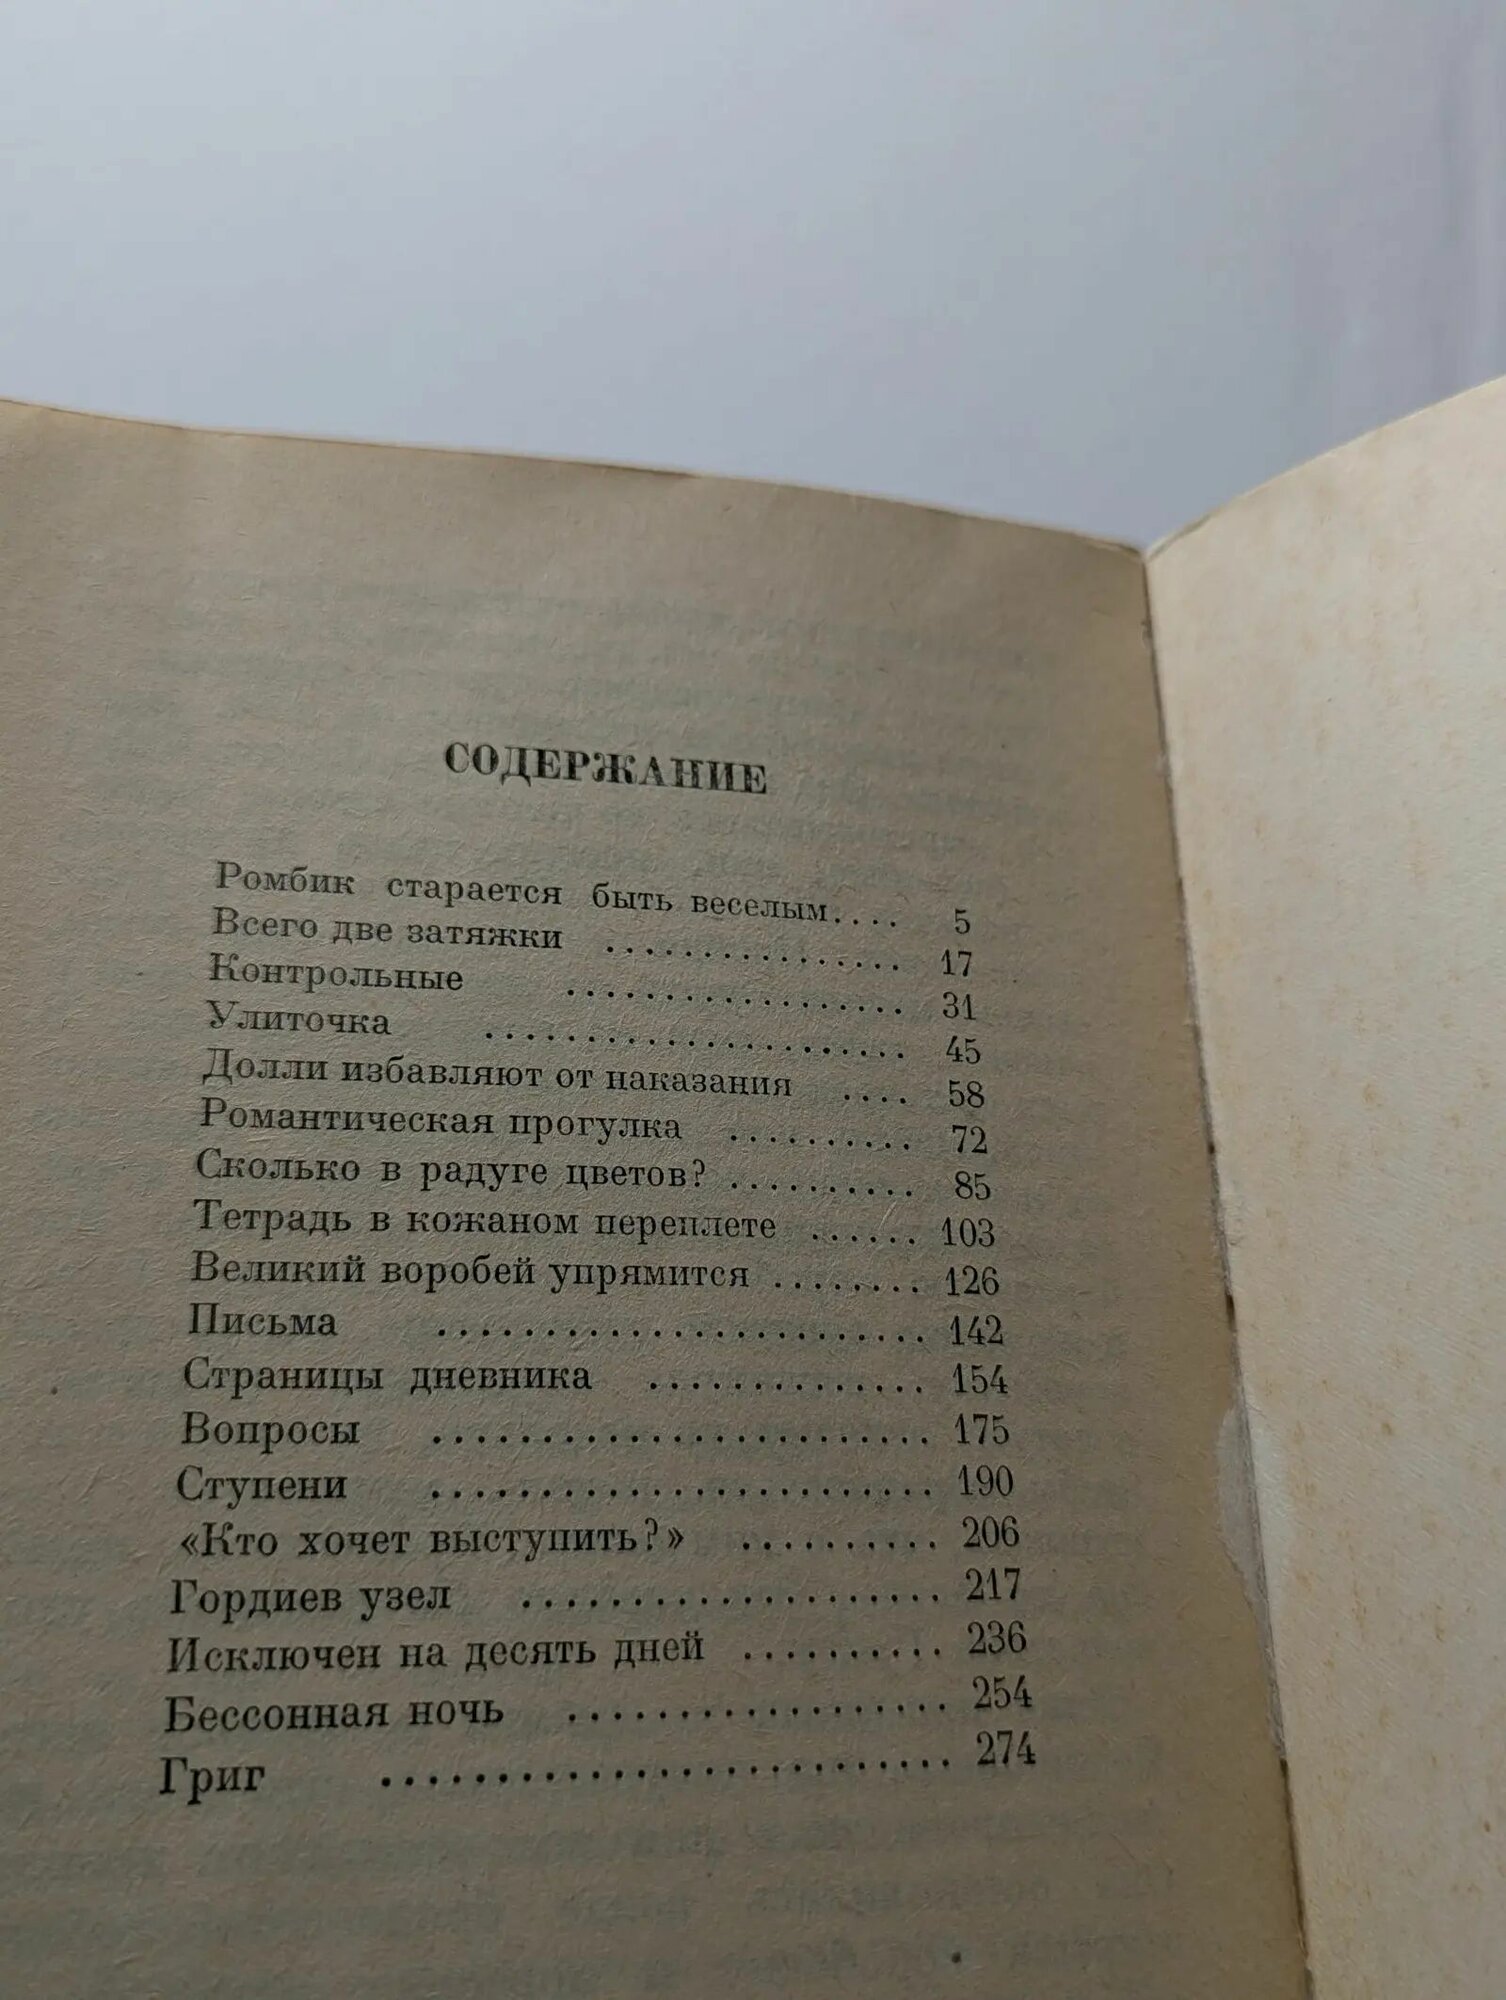 СОДЕРЖАНИЕ
Ромбик старается быть веселым.... 5
Всего две затяжки ................ 17
Контрольные .................. 31
Улиточка ...................... 45
Долли избавляют от наказания .... 58
Романтическая прогулка .......... 72
Сколько в радуге цветов? .......... 85
Тетрадь в кожаном переплете ...... 103
Великий воробей упрямится ........ 126
Письма ........................ 142
Страницы дневника .............. 154
Вопросы ........................ 175
Ступени ........................ 190
«Кто хочет выступить?» .......... 206
Гордиев узел .................... 217
Исключен на десять дней .......... 236
Бессонная ночь .................. 254
Григ .......................... 274